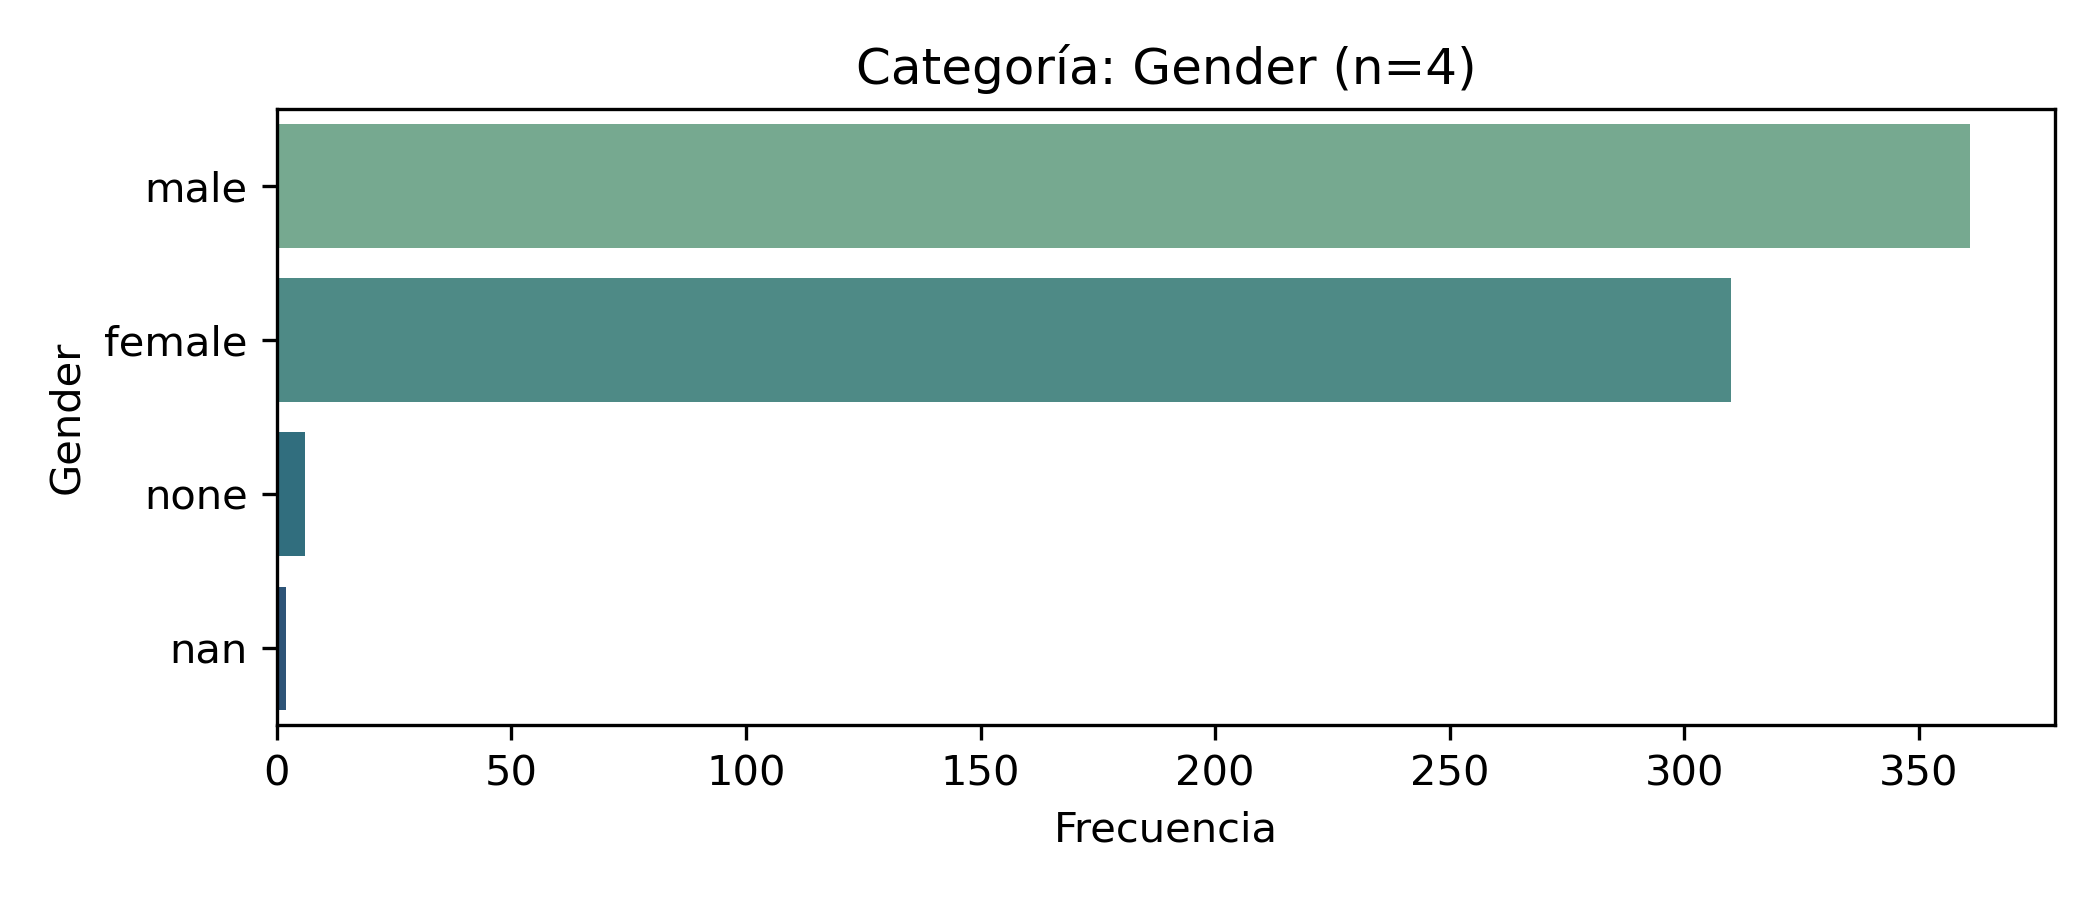 Categoría: Gender (n=4)
Gender
male
female
none
nan
0 50 100 150 200 250 300 350
Frecuencia